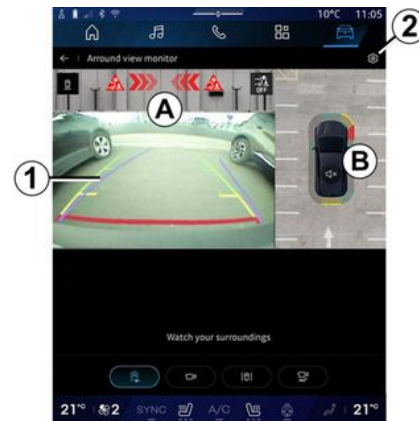 10°C 11:05
2
Arround view monitor
OFF
A
1
B
Watch your surroundings
21°C 2 SYNC A/C 21°C